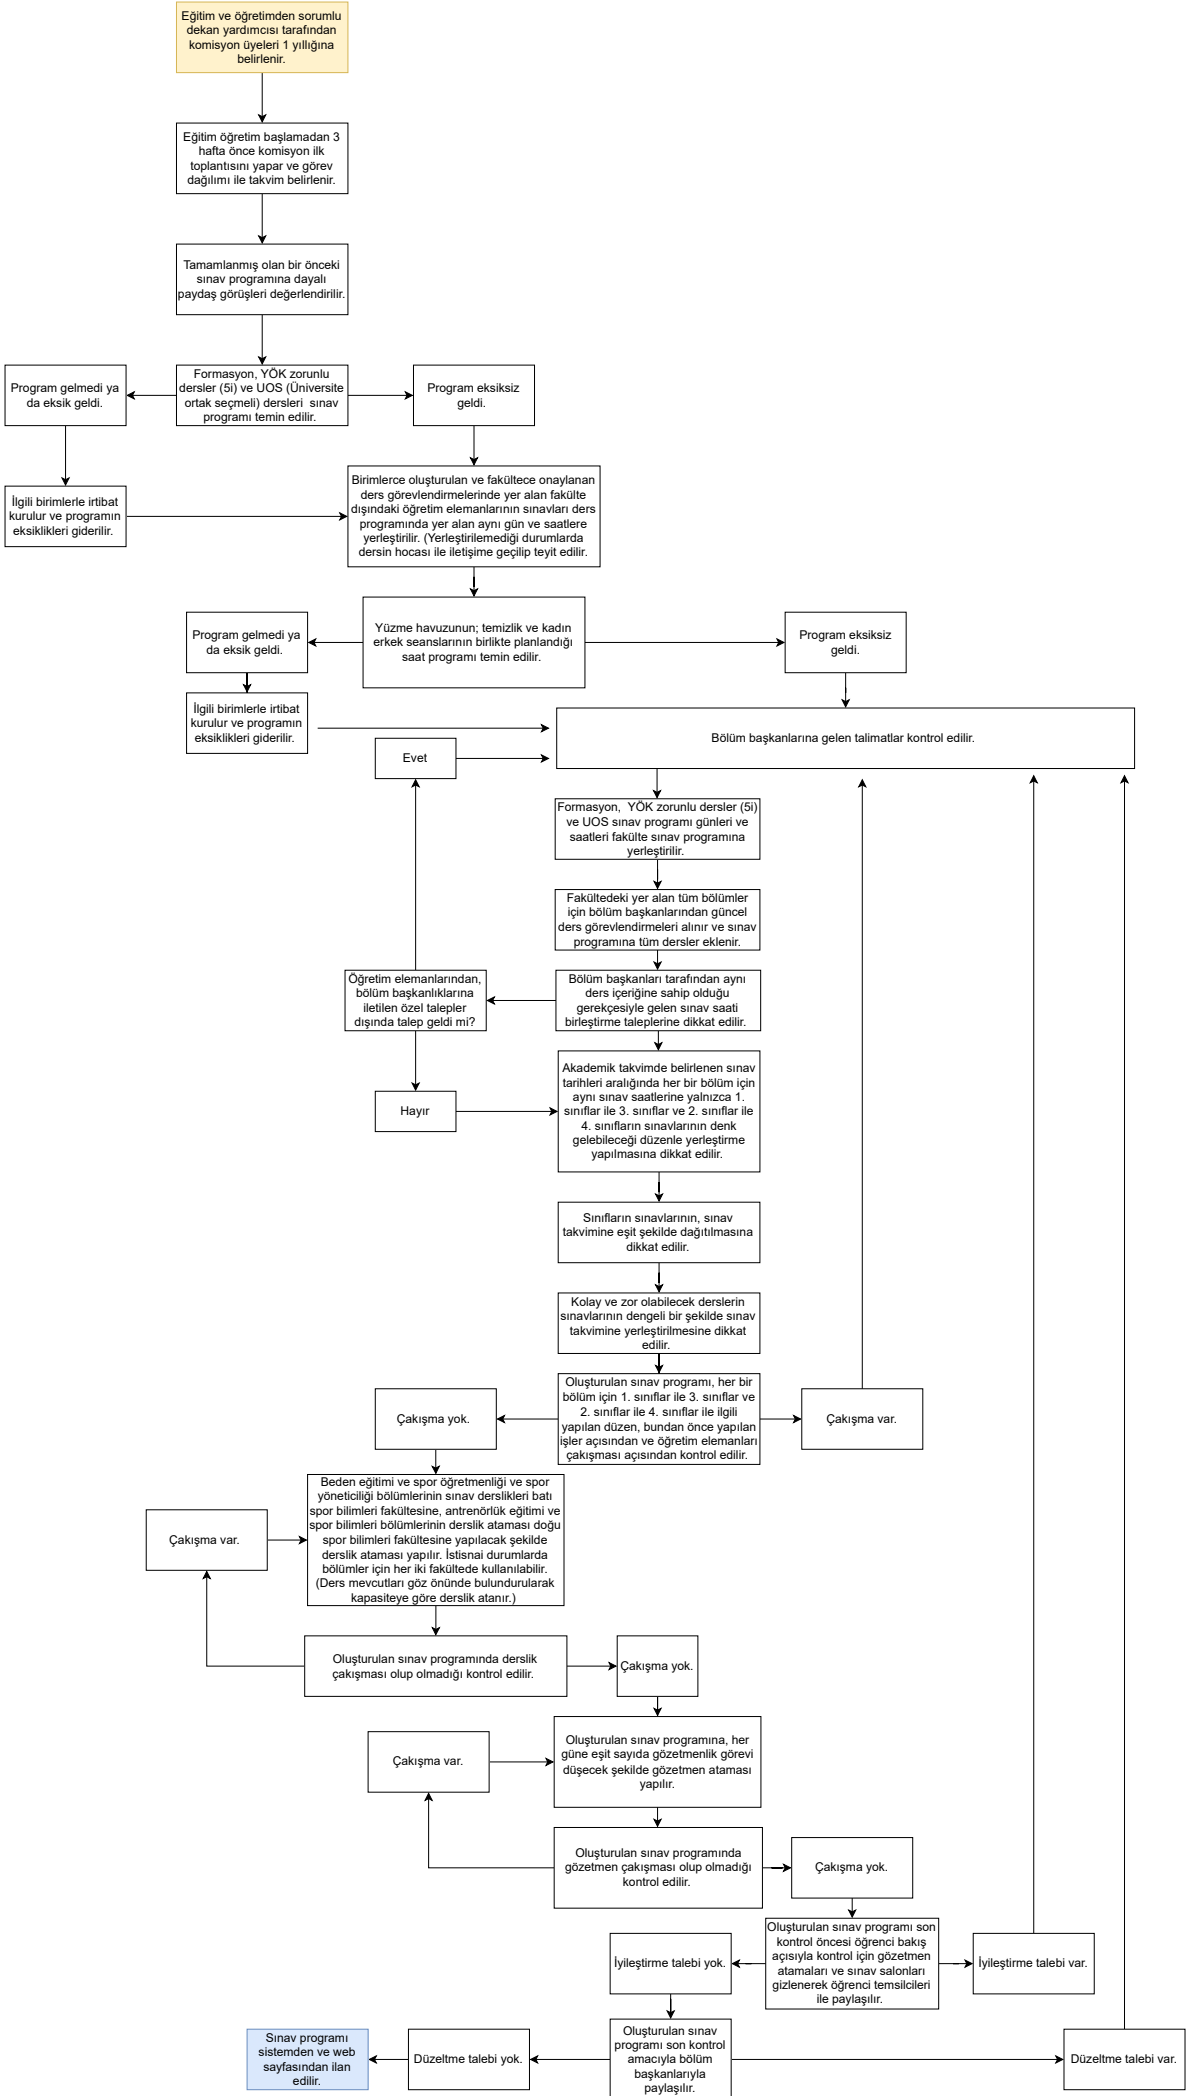 Eğitim ve öğretimden sorumlu
dekan yardımcısı tarafından
komisyon üyeleri 1 yıllığına
belirlenir.
Eğitim öğretim başlamadan 3
hafta önce komisyon ilk
toplantısını yapar ve görev
dağılımı ile takvim belirlenir.
Tamamlanmış olan bir önceki
sınav programına dayalı
paydaş görüşleri değerlendirilir.
Program gelmedi ya
da eksik geldi.
Formasyon, YÖK zorunlu
dersler (5i) ve UOS (Üniversite
ortak seçmeli) dersleri sınav
programı temin edilir.
Program eksiksiz
geldi.
İlgili birimlerle irtibat
kurulur ve programın
eksiklikleri giderilir.
Birimlerce oluşturulan ve fakültece onaylanan
ders görevlendirmelerinde yer alan fakülte
dışındaki öğretim elemanlarının sınavları ders
programında yer alan aynı gün ve saatlere
yerleştirilir. (Yerleştirilemediği durumlarda
dersin hocası ile iletişime geçilip teyit edilir.
Program gelmedi ya
da eksik geldi.
Yüzme havuzunun; temizlik ve kadın
erkek seanslarının birlikte planlandığı
saat programı temin edilir.
Program eksiksiz
geldi.
İlgili birimlerle irtibat
kurulur ve programın
eksiklikleri giderilir.
Bölüm başkanlarına gelen talimatlar kontrol edilir.
Evet
Formasyon, YÖK zorunlu dersler (5i)
ve UOS sınav programı günleri ve
saatleri fakülte sınav programına
yerleştirilir.
Fakültedeki yer alan tüm bölümler
için bölüm başkanlarından güncel
ders görevlendirmeleri alınır ve sınav
programına tüm dersler eklenir.
Öğretim elemanlarından,
bölüm başkanlıklarına
iletilen özel talepler
dışında talep geldi mi?
Bölüm başkanları tarafından aynı
ders içeriğine sahip olduğu
gerekçesiyle gelen sınav saati
birleştirme taleplerine dikkat edilir.
Hayır
Akademik takvimde belirlenen sınav
tarihleri aralığında her bir bölüm için
aynı sınav saatlerine yalnızca 1.
sınıflar ile 3. sınıflar ve 2. sınıflar ile
4. sınıfların sınavlarının denk
gelebileceği düzenle yerleştirme
yapılmasına dikkat edilir.
Sınıfların sınavlarının, sınav
takvimine eşit şekilde dağıtılmasına
dikkat edilir.
Kolay ve zor olabilecek derslerin
sınavlarının dengeli bir şekilde sınav
takvimine yerleştirilmesine dikkat
edilir.
Çakışma yok.
Oluşturulan sınav programı, her bir
bölüm için 1. sınıflar ile 3. sınıflar ve
2. sınıflar ile 4. sınıflar ile ilgili
yapılan düzen, bundan önce yapılan
işler açısından ve öğretim elemanları
çakışması açısından kontrol edilir.
Çakışma var.
Çakışma var.
Beden eğitimi ve spor öğretmenliği ve spor
yöneticiliği bölümlerinin sınav derslikleri batı
spor bilimleri fakültesine, antrenörlük eğitimi ve
spor bilimleri bölümlerinin derslik ataması doğu
spor bilimleri fakültesine yapılacak şekilde
derslik ataması yapılır. İstisnai durumlarda
bölümler için her iki fakültede kullanılabilir.
(Ders mevcutları göz önünde bulundurularak
kapasiteye göre derslik atanır.)
Oluşturulan sınav programında derslik
çakışması olup olmadığı kontrol edilir.
Çakışma yok.
Çakışma var.
Oluşturulan sınav programına, her
güne eşit sayıda gözetmenlik görevi
düşecek şekilde gözetmen ataması
yapılır.
Oluşturulan sınav programında
gözetmen çakışması olup olmadığı
kontrol edilir.
Çakışma yok.
İyileştirme talebi yok.
Oluşturulan sınav programı son
kontrol öncesi öğrenci bakış
açısıyla kontrol için gözetmen
atamaları ve sınav salonları
gizlenerek öğrenci temsilcileri
ile paylaşılır.
İyileştirme talebi var.
Sınav programı
sistemden ve web
sayfasından ilan
edilir.
Düzeltme talebi yok.
Oluşturulan sınav
programı son kontrol
amacıyla bölüm
başkanlarıyla
paylaşılır.
Düzeltme talebi var.